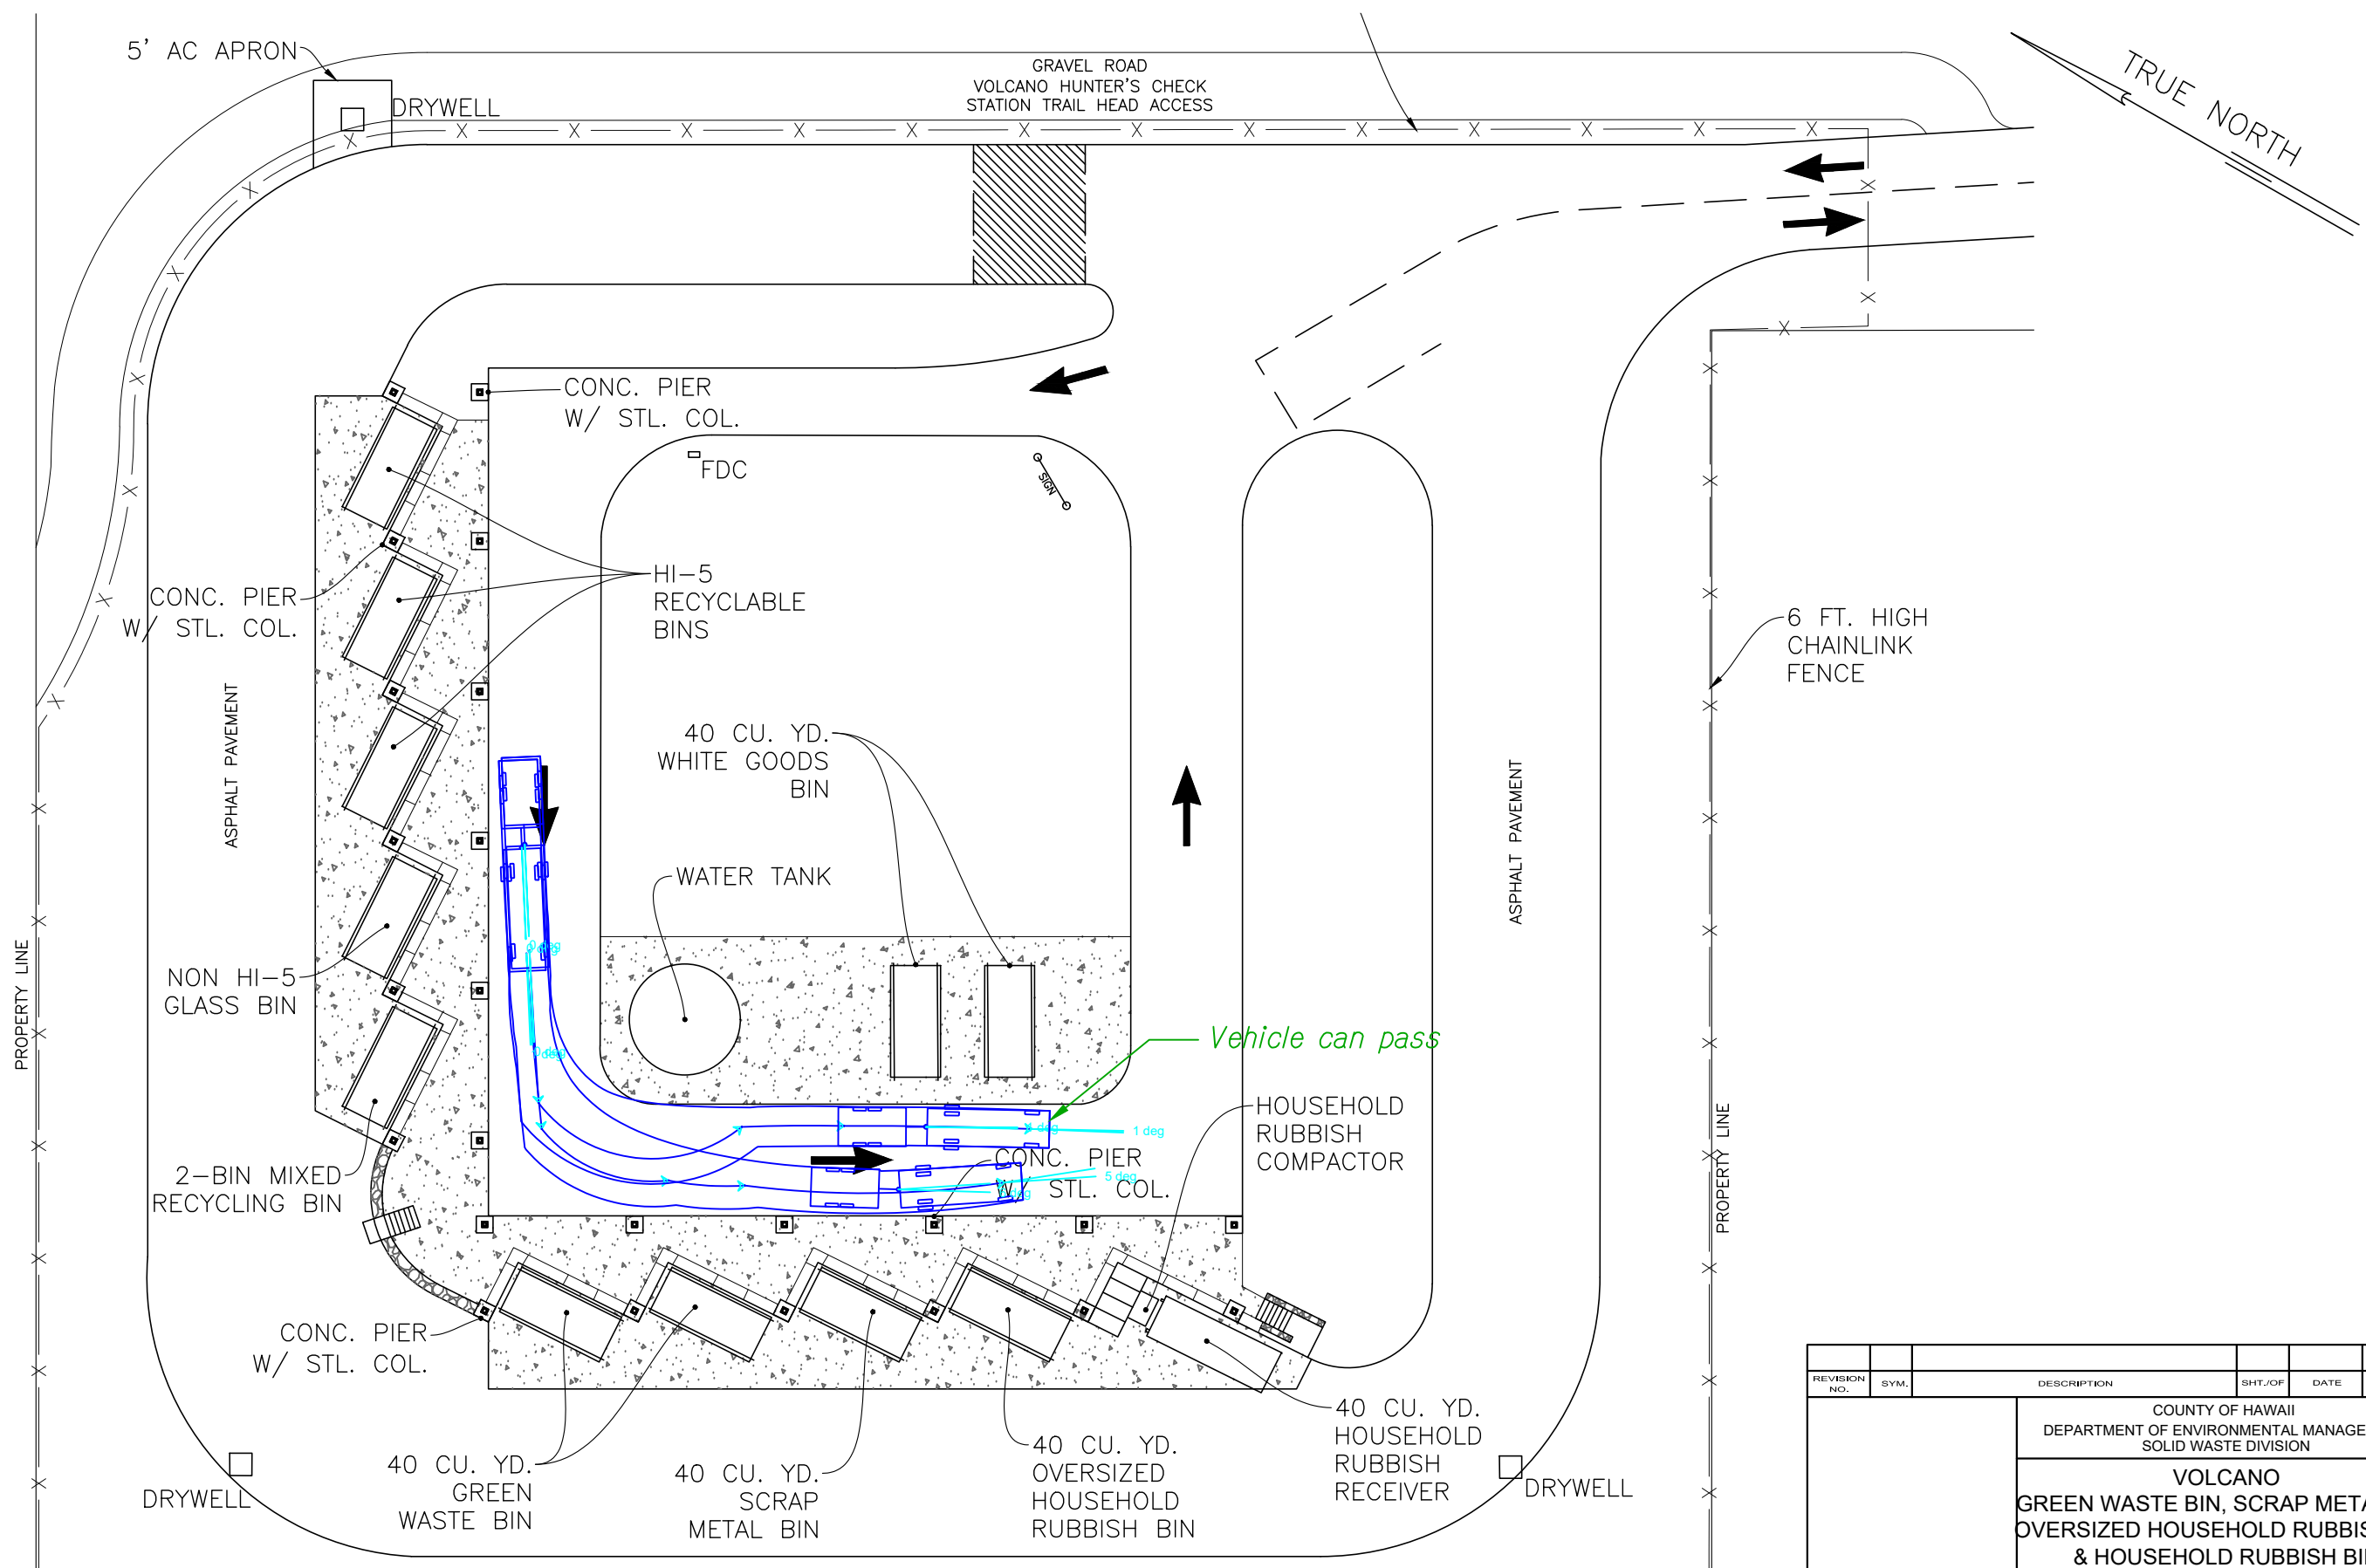 5' AC APRON
DRYWELL
GRAVEL ROAD
VOLCANO HUNTER'S CHECK
STATION TRAIL HEAD ACCESS
TRUE NORTH
CONC. PIER
W/ STL. COL.
FDC
SIGN
CONC. PIER
W/ STL. COL.
HI-5
RECYCLABLE
BINS
6 FT. HIGH
CHAINLINK
FENCE
ASPHALT PAVEMENT
40 CU. YD.
WHITE GOODS
BIN
ASPHALT PAVEMENT
WATER TANK
NON HI-5
GLASS BIN
PROPERTY LINE
Vehicle can pass
HOUSEHOLD
RUBBISH
COMPACTOR
1 deg
CONC. PIER
W/ STL. COL.
5 deg
PROPERTY LINE
2-BIN MIXED
RECYCLING BIN
CONC. PIER
W/ STL. COL.
40 CU. YD.
GREEN
WASTE BIN
40 CU. YD.
SCRAP
METAL BIN
40 CU. YD.
OVERSIZED
HOUSEHOLD
RUBBISH BIN
40 CU. YD.
HOUSEHOLD
RUBBISH
RECEIVER
DRYWELL
DRYWELL
REVISION NO. SYM. DESCRIPTION SHT./OF DATE
COUNTY OF HAWAII
DEPARTMENT OF ENVIRONMENTAL MANAGE
SOLID WASTE DIVISION
VOLCANO
GREEN WASTE BIN, SCRAP META
OVERSIZED HOUSEHOLD RUBBIS
& HOUSEHOLD RUBBISH BI